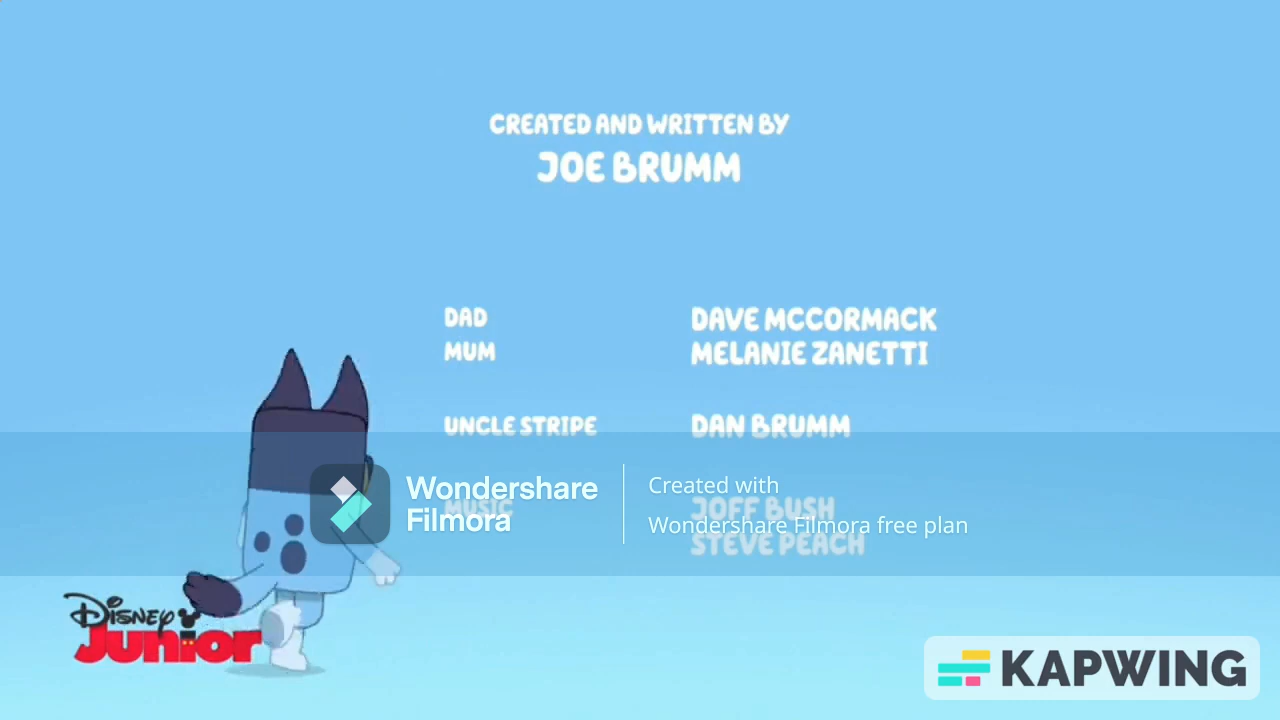 CREATED AND WRITTEN BY
JOE BRUMM
DAD DAVE MCCORMACK
MUM MELANIE ZANETTI
UNCLE STRIPE DAN BRUMM
MUSIC JOFF BUSH
STEVE PEACH
Wondershare
Filmora
Created with
Wondershare Filmora free plan
Disney
Junior
KAPWING